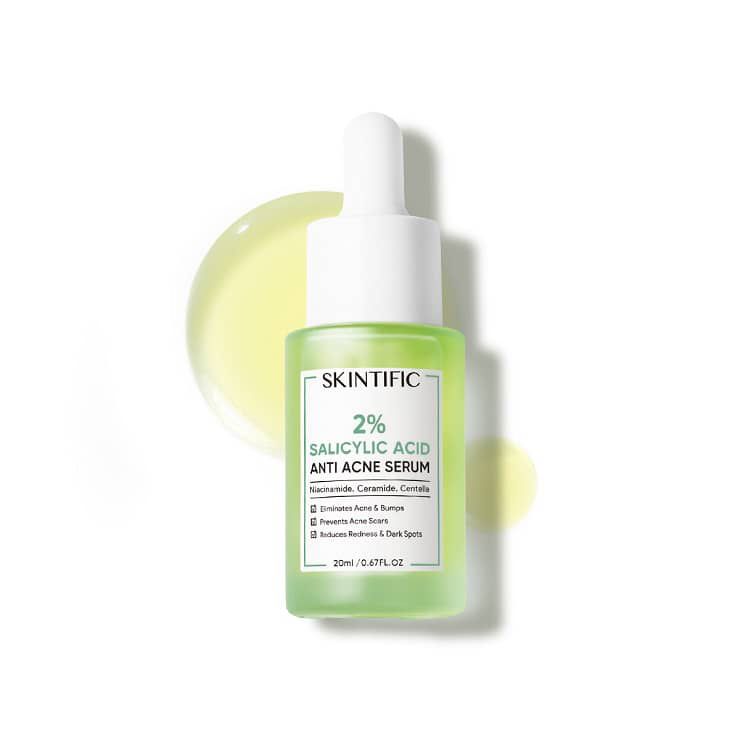 SKINTIFIC
2%
SALICYLIC ACID
ANTI ACNE SERUM
Niacinamide, Ceramide, Centella
Eliminates Acne & Bumps
Prevents Acne Scars
Reduces Redness & Dark Spots
20ml / 0.67FL.OZ